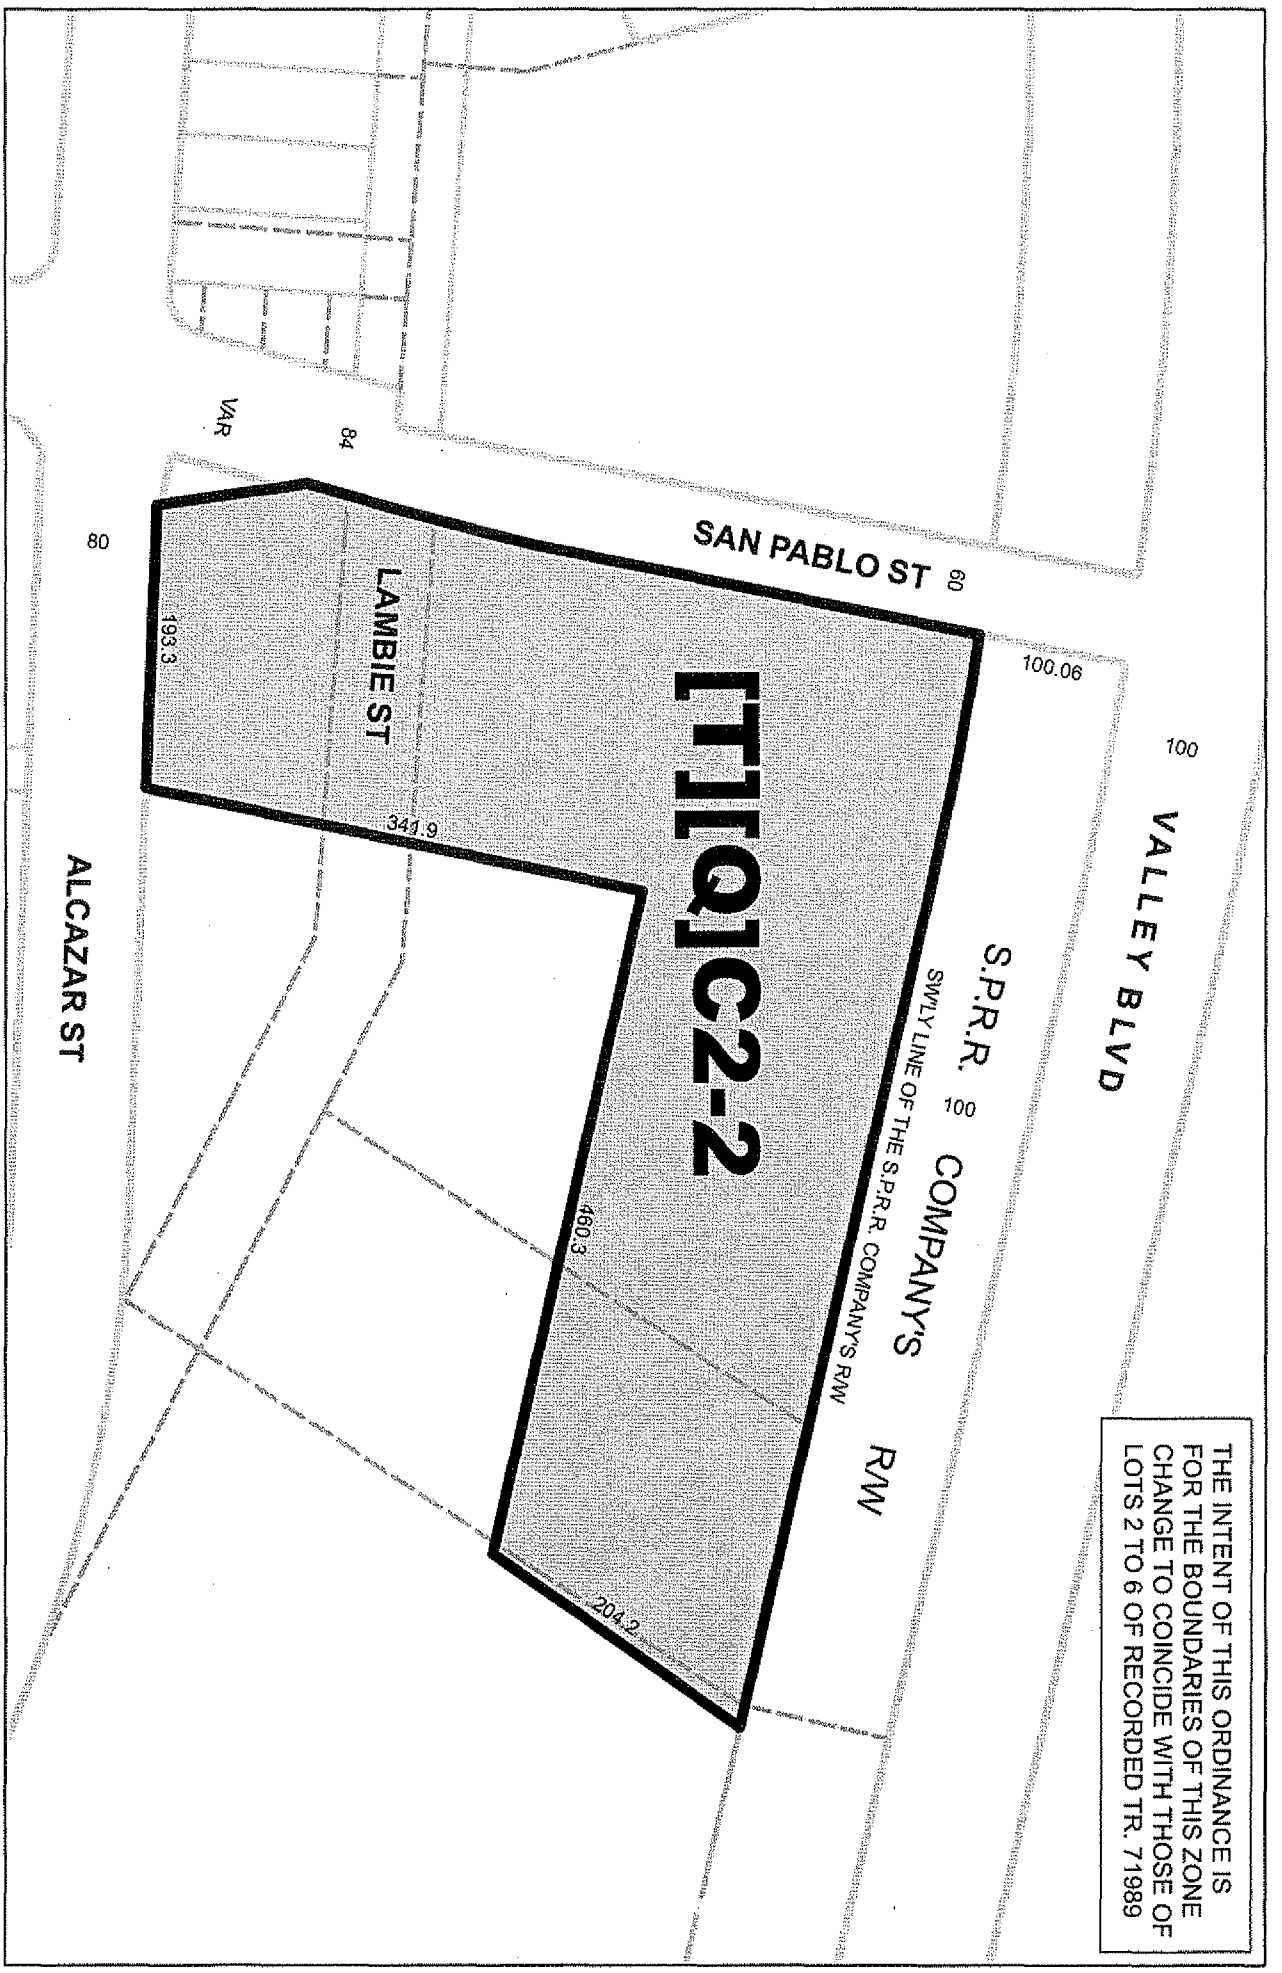 THE INTENT OF THIS ORDINANCE IS
FOR THE BOUNDARIES OF THIS ZONE
CHANGE TO COINCIDE WITH THOSE OF
LOTS 2 TO 6 OF RECORDED TR. 71989
100
VALLEY BLVD
100.06
S.P.R.R.
100
COMPANY'S
R/W
SW'LY LINE OF THE S.P.R.R. COMPANY'S R/W
60
SAN PABLO ST
[T][Q]C2-2
204.2
460.3
341.9
LAMBIE ST
84
VAR
193.3
80
ALCAZAR ST